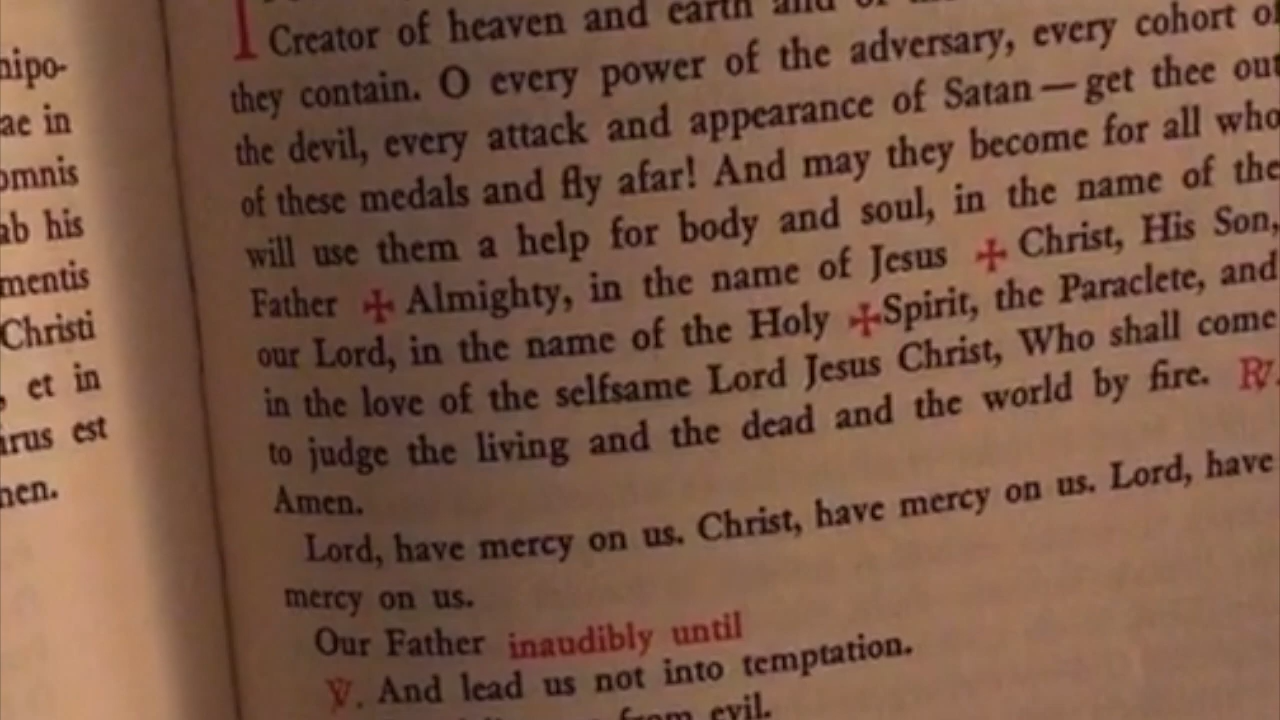 nipo-
ae in
omnis
ab his
mentis
Christi
, et in
irus est
nen.
Creator of heaven and earth and of
they contain. O every power of the adversary, every cohort of
the devil, every attack and appearance of Satan — get thee out
of these medals and fly afar! And may they become for all who
will use them a help for body and soul, in the name of the
Father ✠ Almighty, in the name of Jesus ✠ Christ, His Son,
our Lord, in the name of the Holy ✠ Spirit, the Paraclete, and
in the love of the selfsame Lord Jesus Christ, Who shall come
to judge the living and the dead and the world by fire. ℟.
Amen.
Lord, have mercy on us. Christ, have mercy on us. Lord, have
mercy on us.
Our Father inaudibly until
℣. And lead us not into temptation.
from evil.